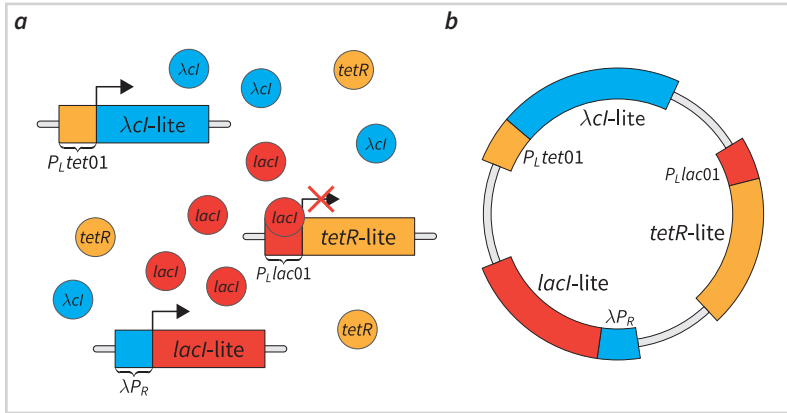 a
λcI
λcI
tetR
λcI-lite
P_Ltet01
λcI
lacI
lacI
lacI
tetR-lite
P_Llac01
tetR
lacI
lacI
λcI
tetR
lacI-lite
λP_R
b
λcI-lite
P_Ltet01
P_Llac01
tetR-lite
lacI-lite
λP_R